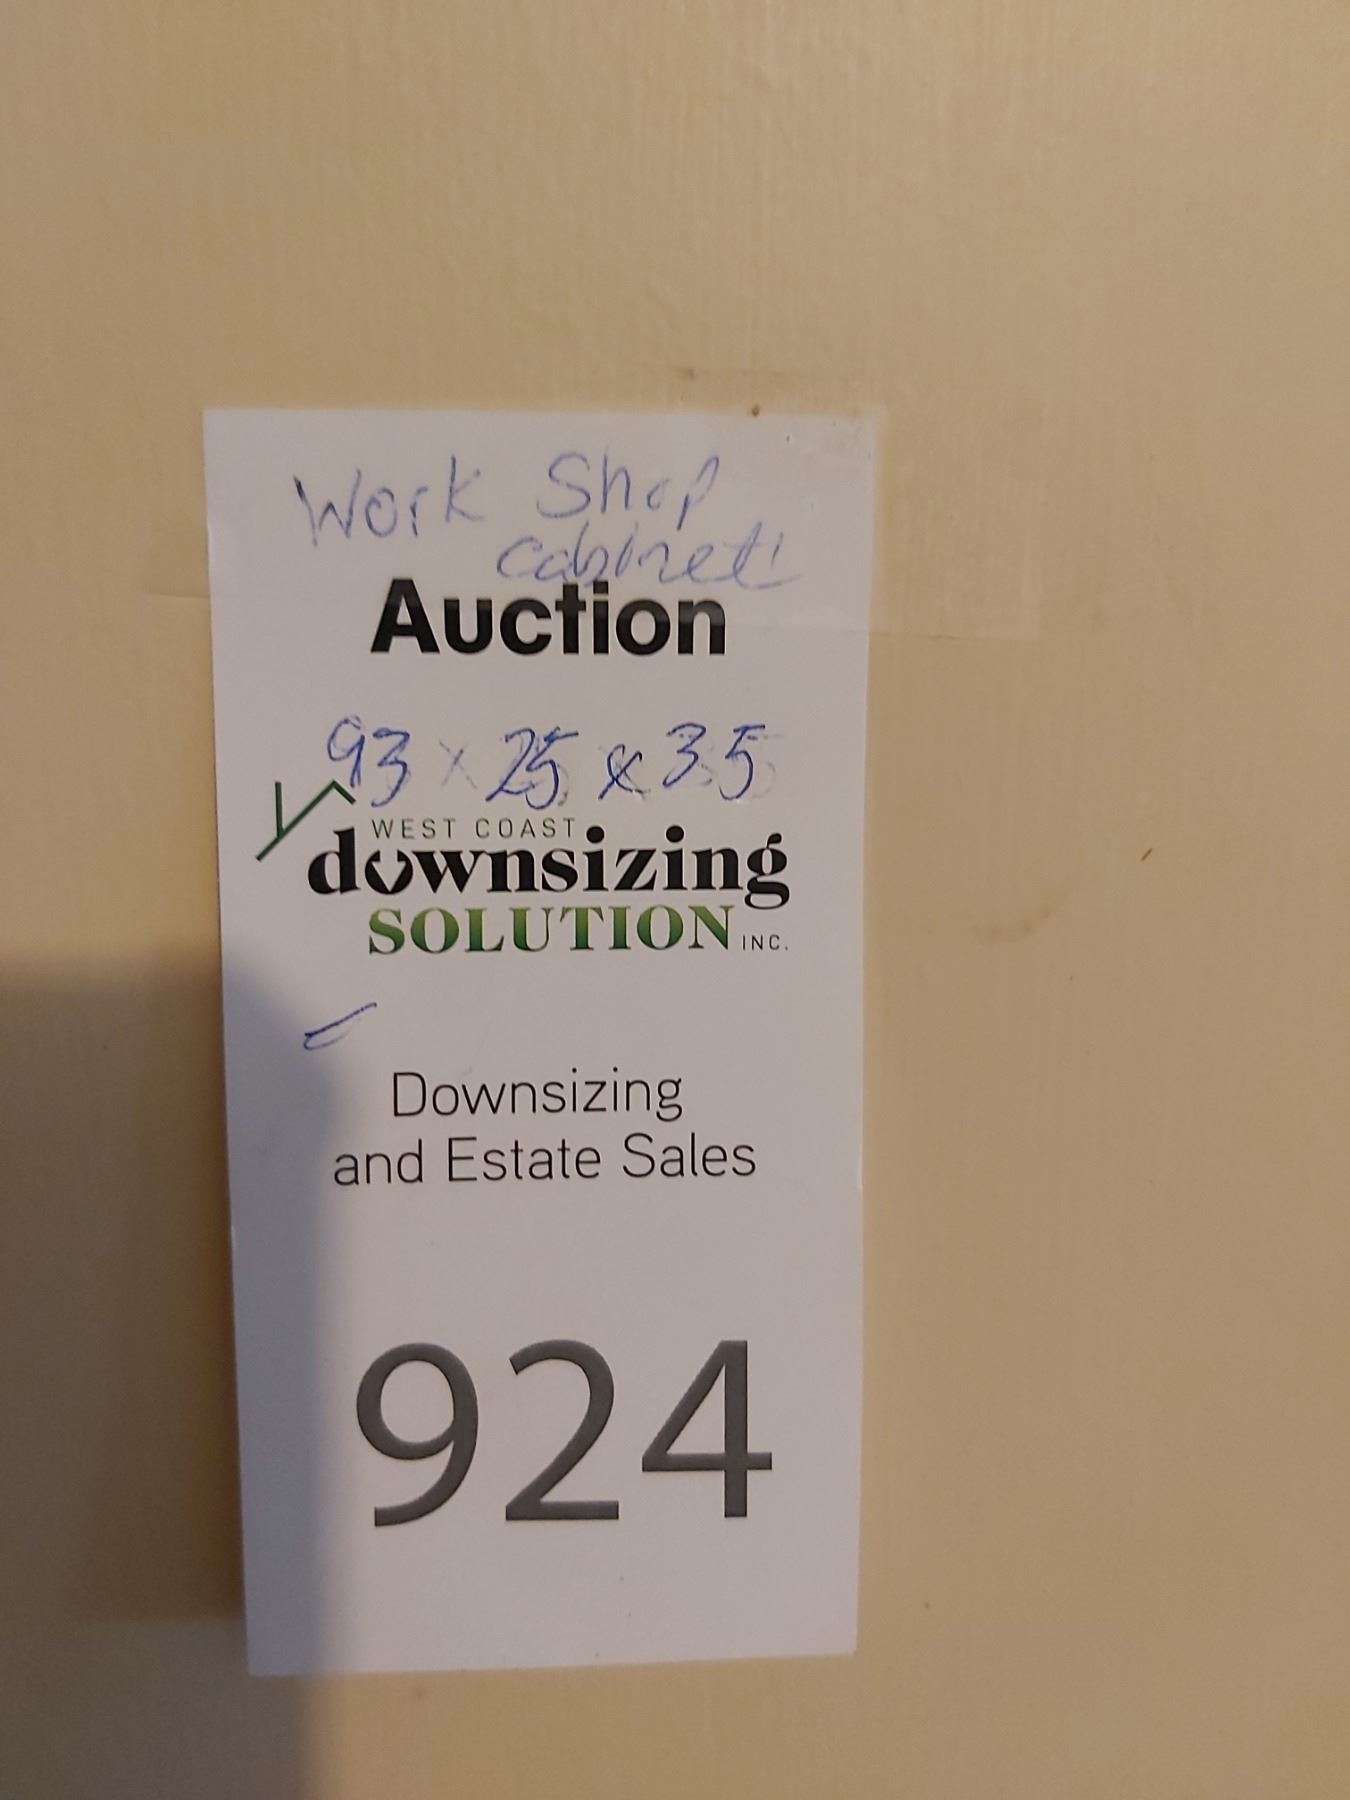 Work Shop
cabinet
Auction
93 x 25 x 35
WEST COAST
downsizing
SOLUTION INC.
Downsizing
and Estate Sales
924